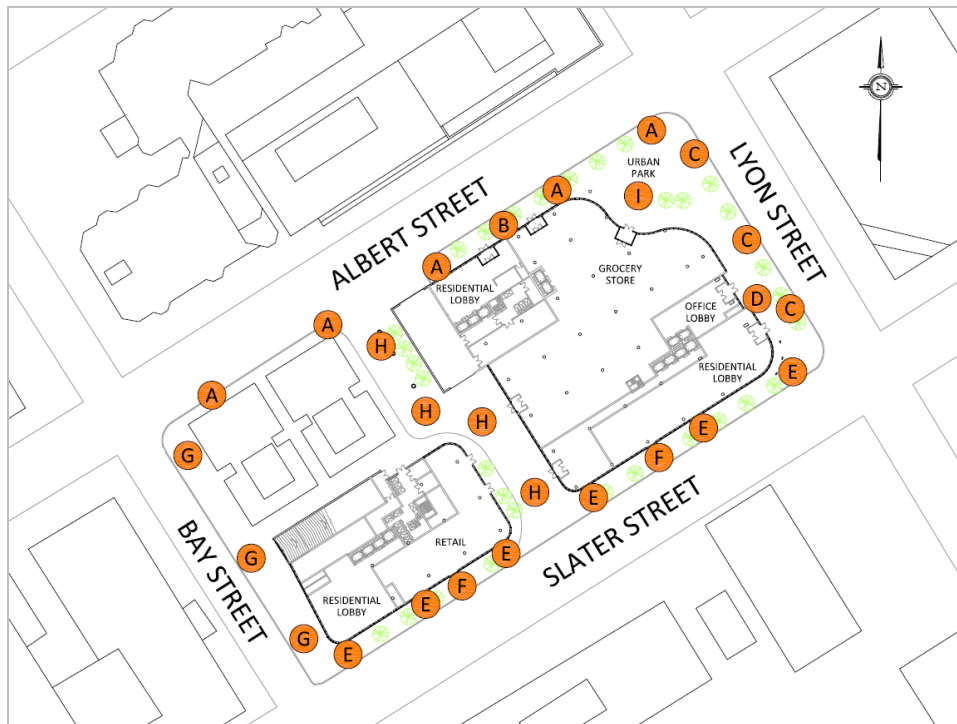 A
C
N
LYON STREET
URBAN
PARK
I
A
ALBERT STREET
B
C
A
RESIDENTIAL
LOBBY
GROCERY
STORE
D
C
OFFICE
LOBBY
A
H
RESIDENTIAL
LOBBY
E
A
H
H
E
G
F
H
E
SLATER STREET
BAY STREET
RETAIL
G
E
F
RESIDENTIAL
LOBBY
E
G
E